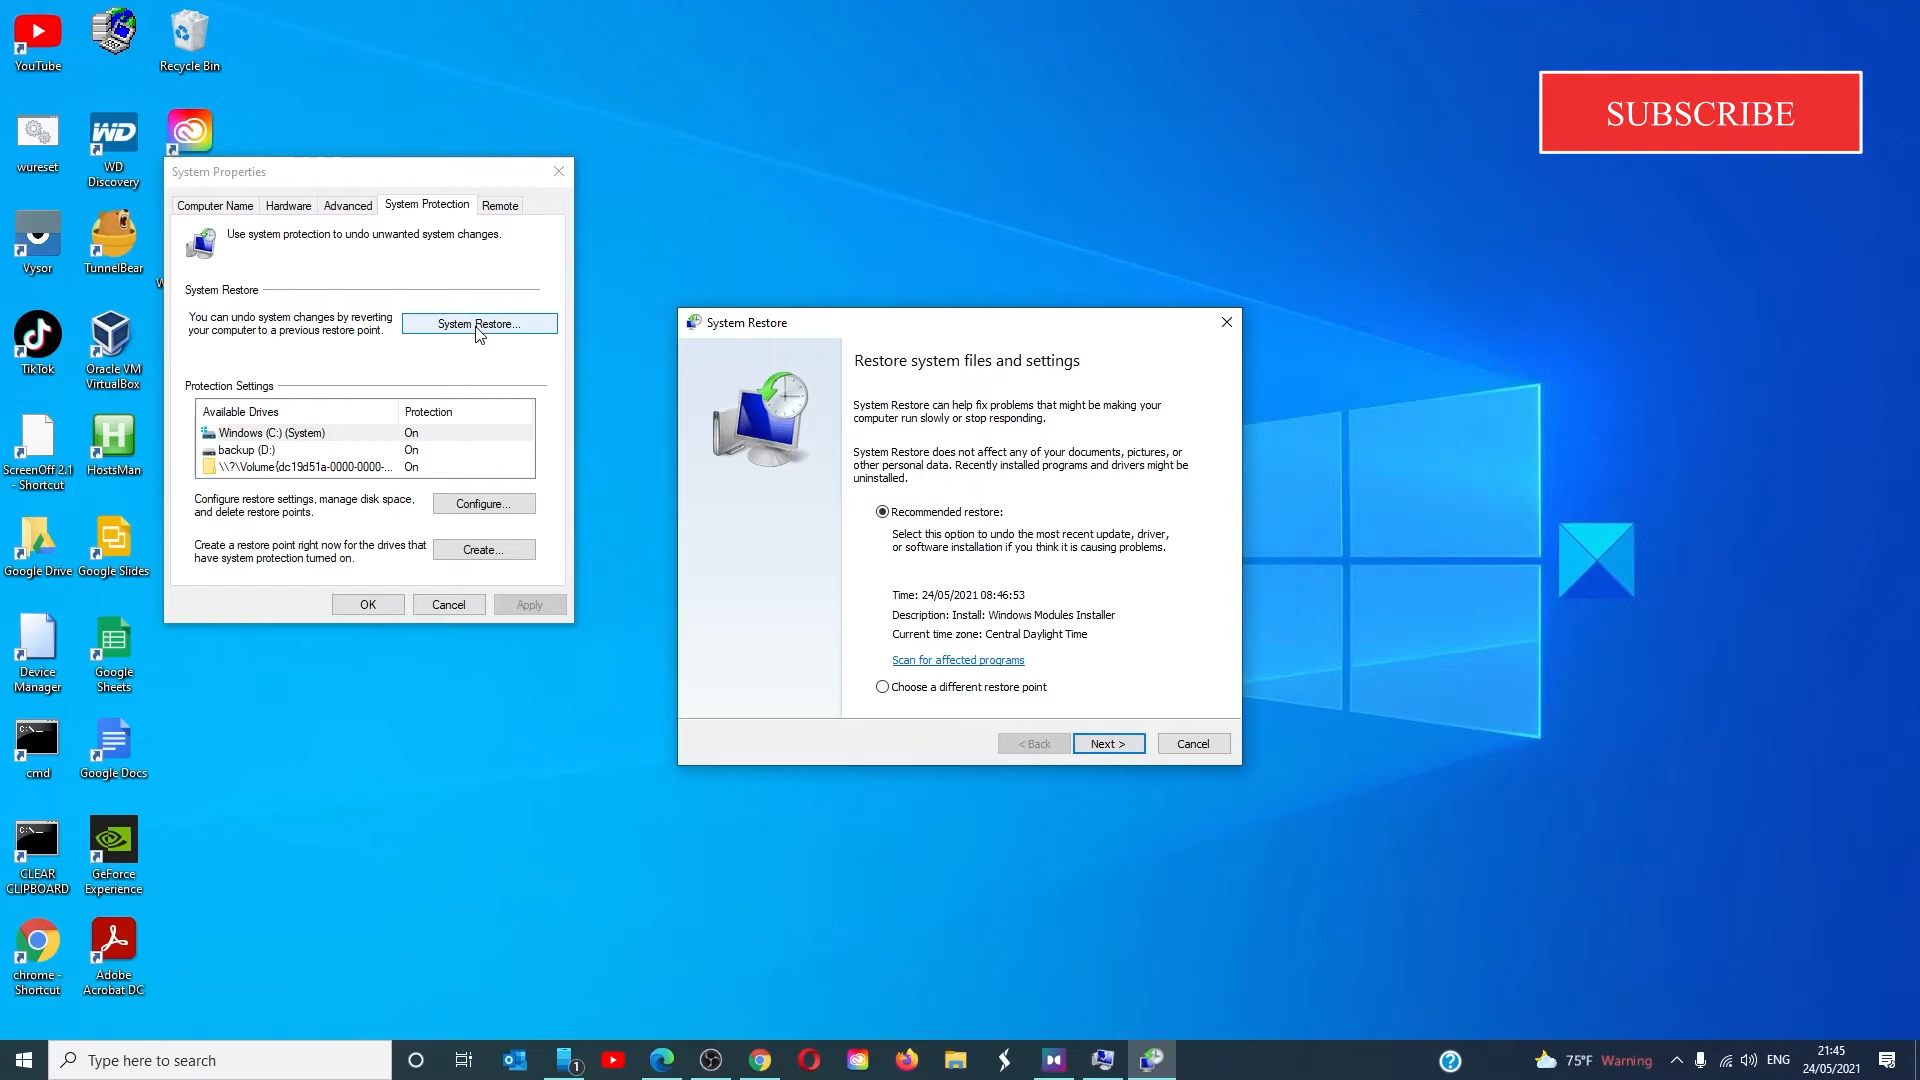 YouTube
Recycle Bin
wureset
WD
Discovery
Vysor
TunnelBear
TikTok
Oracle VM
VirtualBox
ScreenOff 2.1
- Shortcut
HostsMan
Google Drive
Google Slides
Device
Manager
Google
Sheets
cmd
Google Docs
CLEAR
CLIPBOARD
GeForce
Experience
chrome -
Shortcut
Adobe
Acrobat DC
System Properties
Computer Name
Hardware
Advanced
System Protection
Remote
Use system protection to undo unwanted system changes.
System Restore
You can undo system changes by reverting
your computer to a previous restore point.
System Restore...
Protection Settings
Available Drives
Protection
Windows (C:) (System)
On
backup (D:)
On
\\?\Volume{dc19d51a-0000-0000-...
On
Configure restore settings, manage disk space,
and delete restore points.
Configure...
Create a restore point right now for the drives that
have system protection turned on.
Create...
OK
Cancel
Apply
System Restore
Restore system files and settings
System Restore can help fix problems that might be making your
computer run slowly or stop responding.
System Restore does not affect any of your documents, pictures, or
other personal data. Recently installed programs and drivers might be
uninstalled.
Recommended restore:
Select this option to undo the most recent update, driver,
or software installation if you think it is causing problems.
Time: 24/05/2021 08:46:53
Description: Install: Windows Modules Installer
Current time zone: Central Daylight Time
Scan for affected programs
Choose a different restore point
< Back
Next >
Cancel
SUBSCRIBE
Type here to search
1
75°F Warning
ENG
21:45
24/05/2021